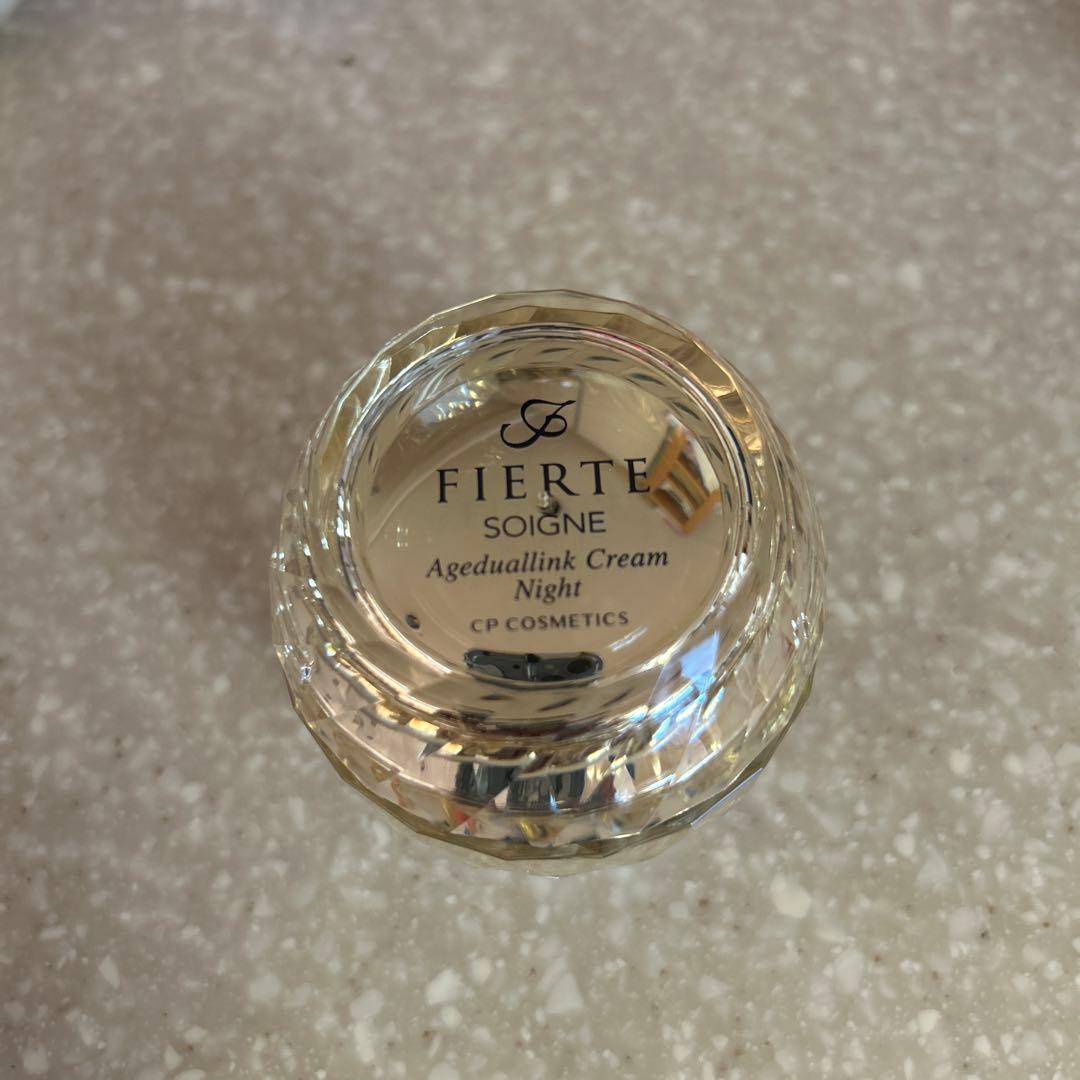 FIERTE
SOIGNE
Ageduallink Cream
Night
CP COSMETICS